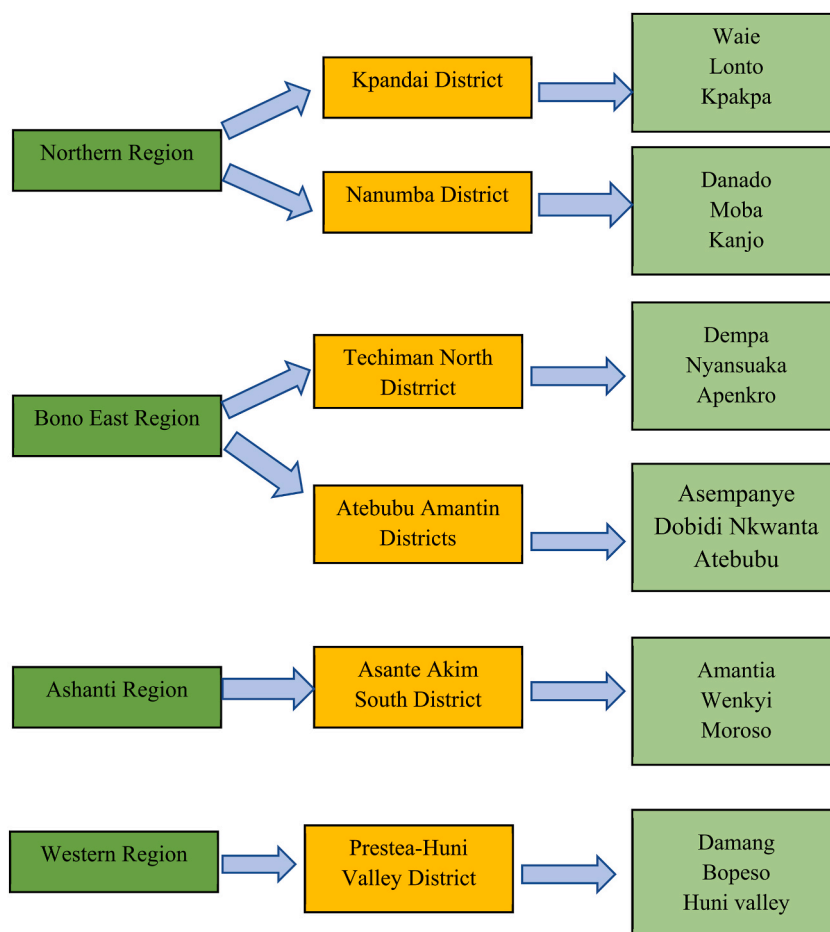 Northern Region
Kpandai District
Waie
Lonto
Kpakpa
Nanumba District
Danado
Moba
Kanjo
Bono East Region
Techiman North
Distrrict
Dempa
Nyansuaka
Apenkro
Atebubu Amantin
Districts
Asempanye
Dobidi Nkwanta
Atebubu
Ashanti Region
Asante Akim
South District
Amantia
Wenkyi
Moroso
Western Region
Prestea-Huni
Valley District
Damang
Bopeso
Huni valley